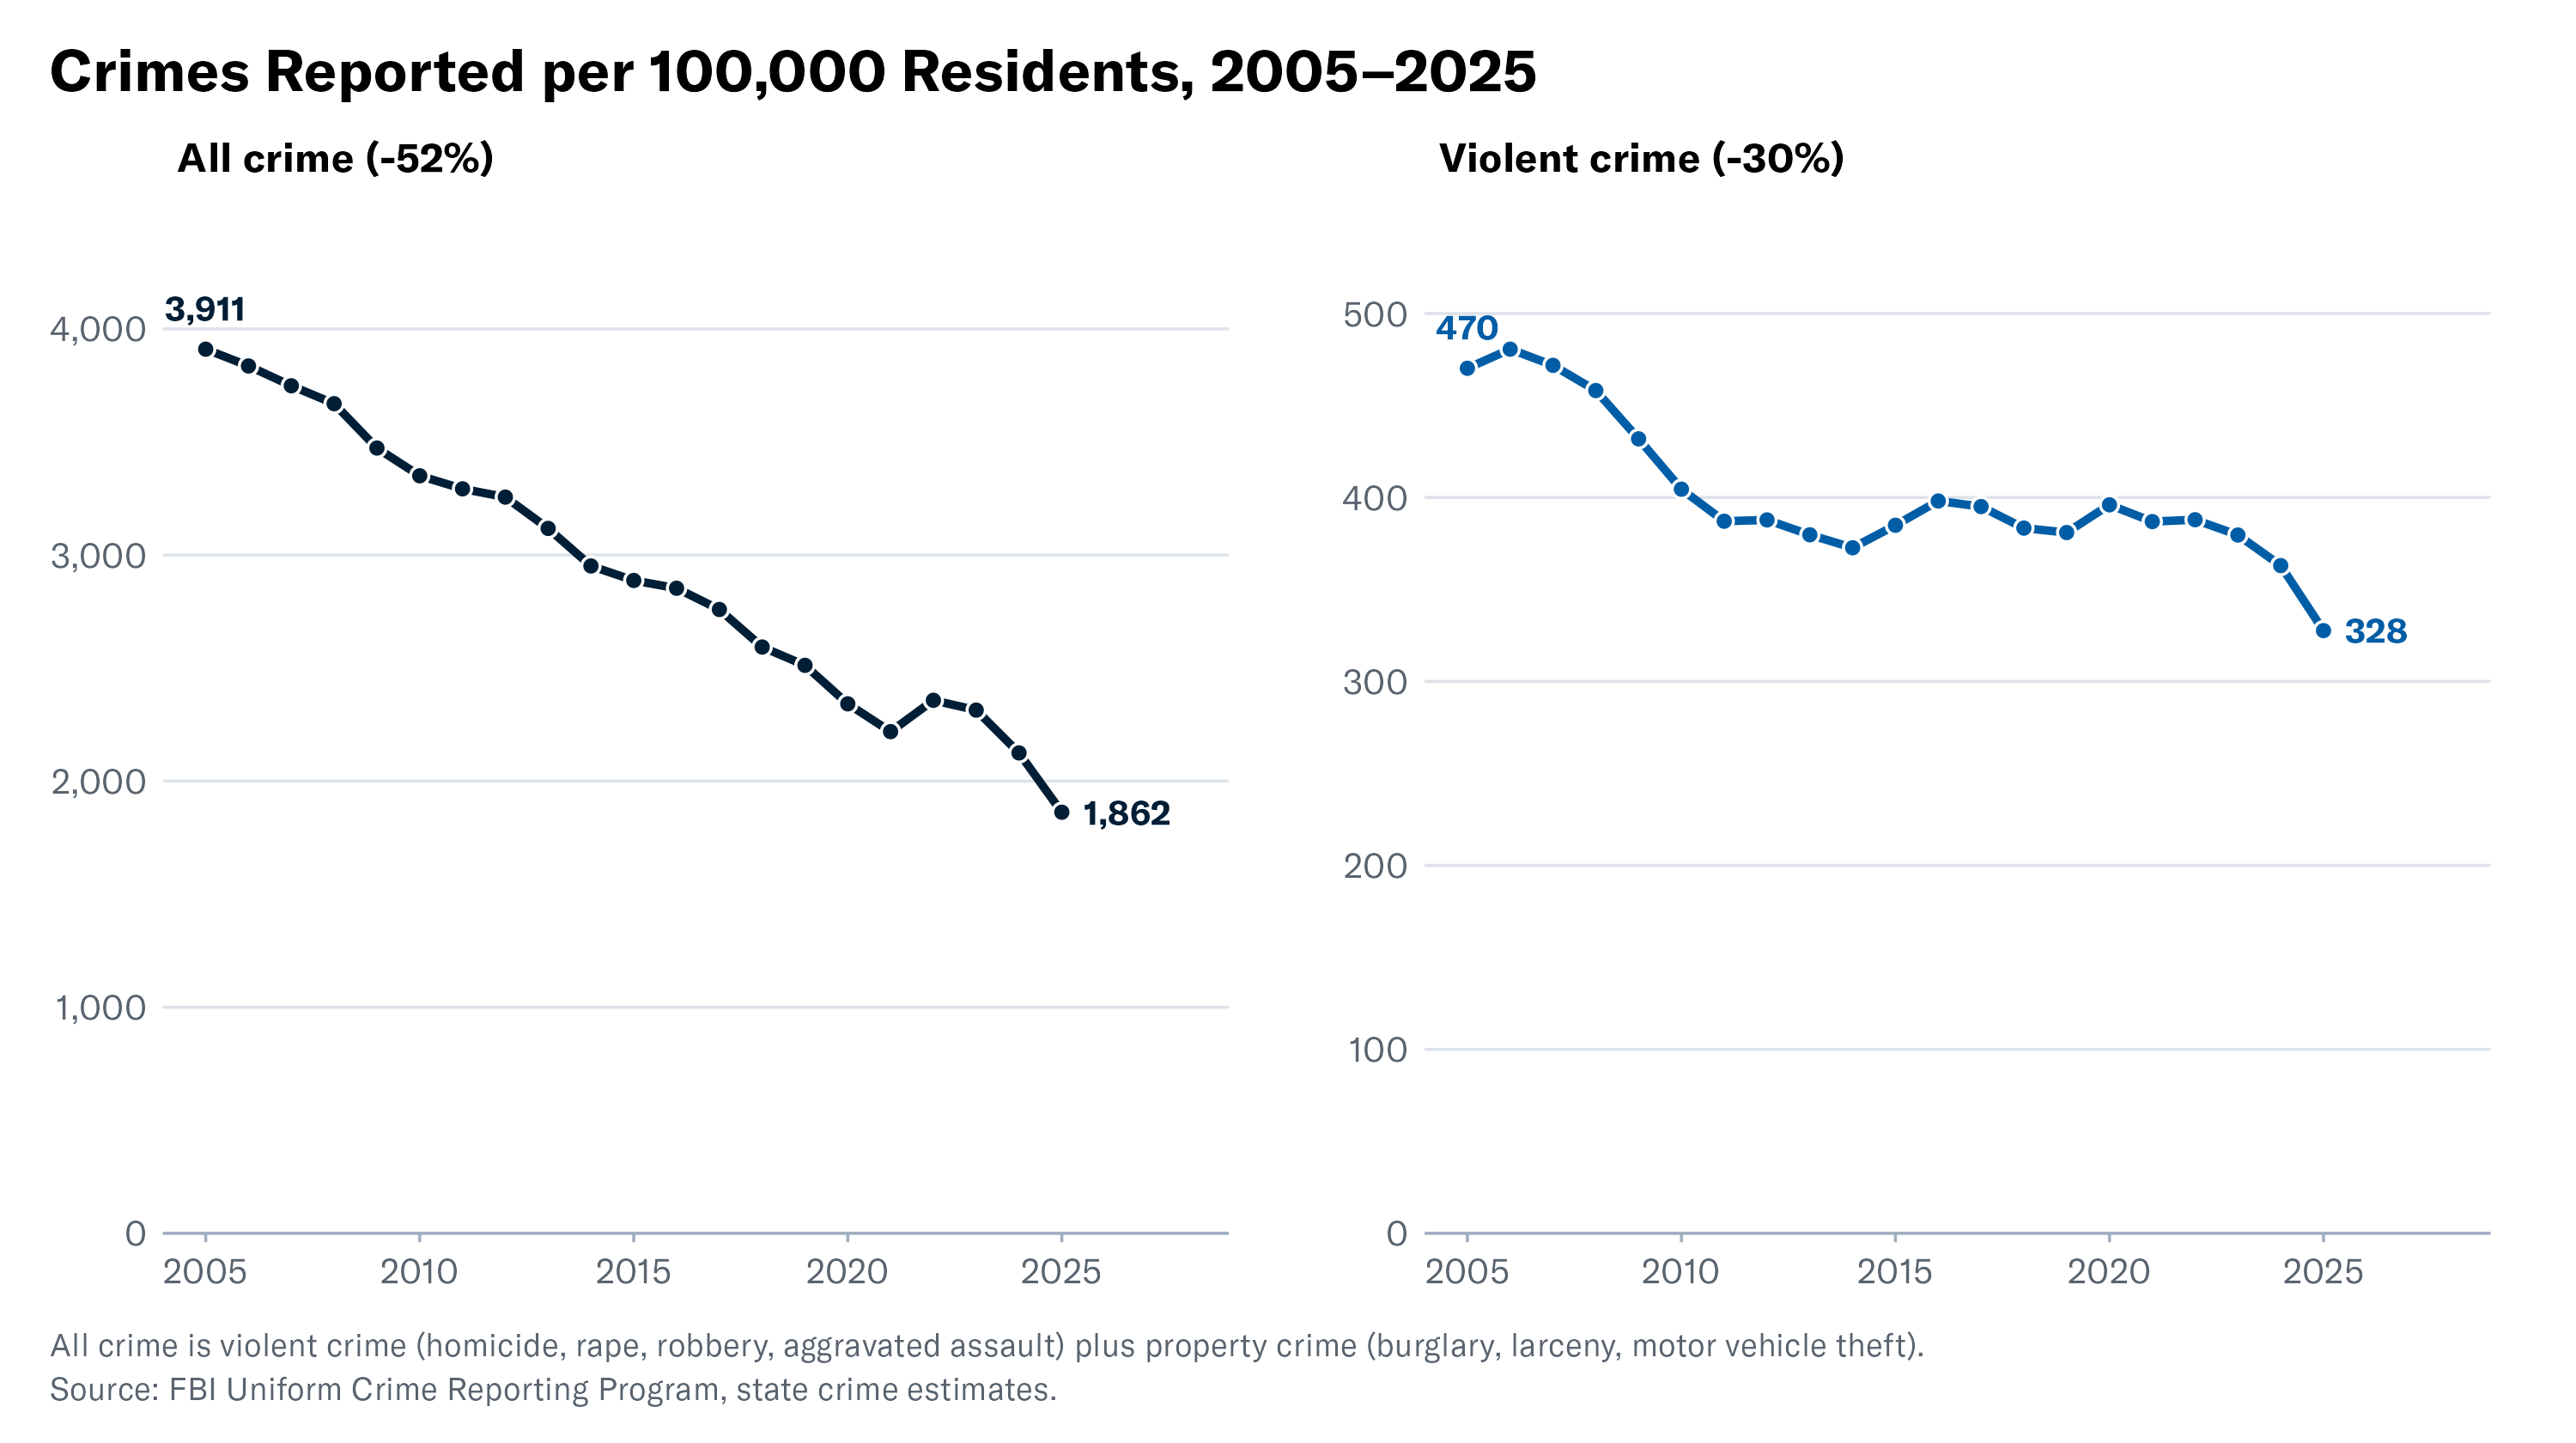 Crimes Reported per 100,000 Residents, 2005–2025
All crime (-52%)
3,911
4,000
3,000
2,000
1,862
1,000
0
2005 2010 2015 2020 2025
Violent crime (-30%)
500
470
400
328
300
200
100
0
2005 2010 2015 2020 2025
All crime is violent crime (homicide, rape, robbery, aggravated assault) plus property crime (burglary, larceny, motor vehicle theft).
Source: FBI Uniform Crime Reporting Program, state crime estimates.